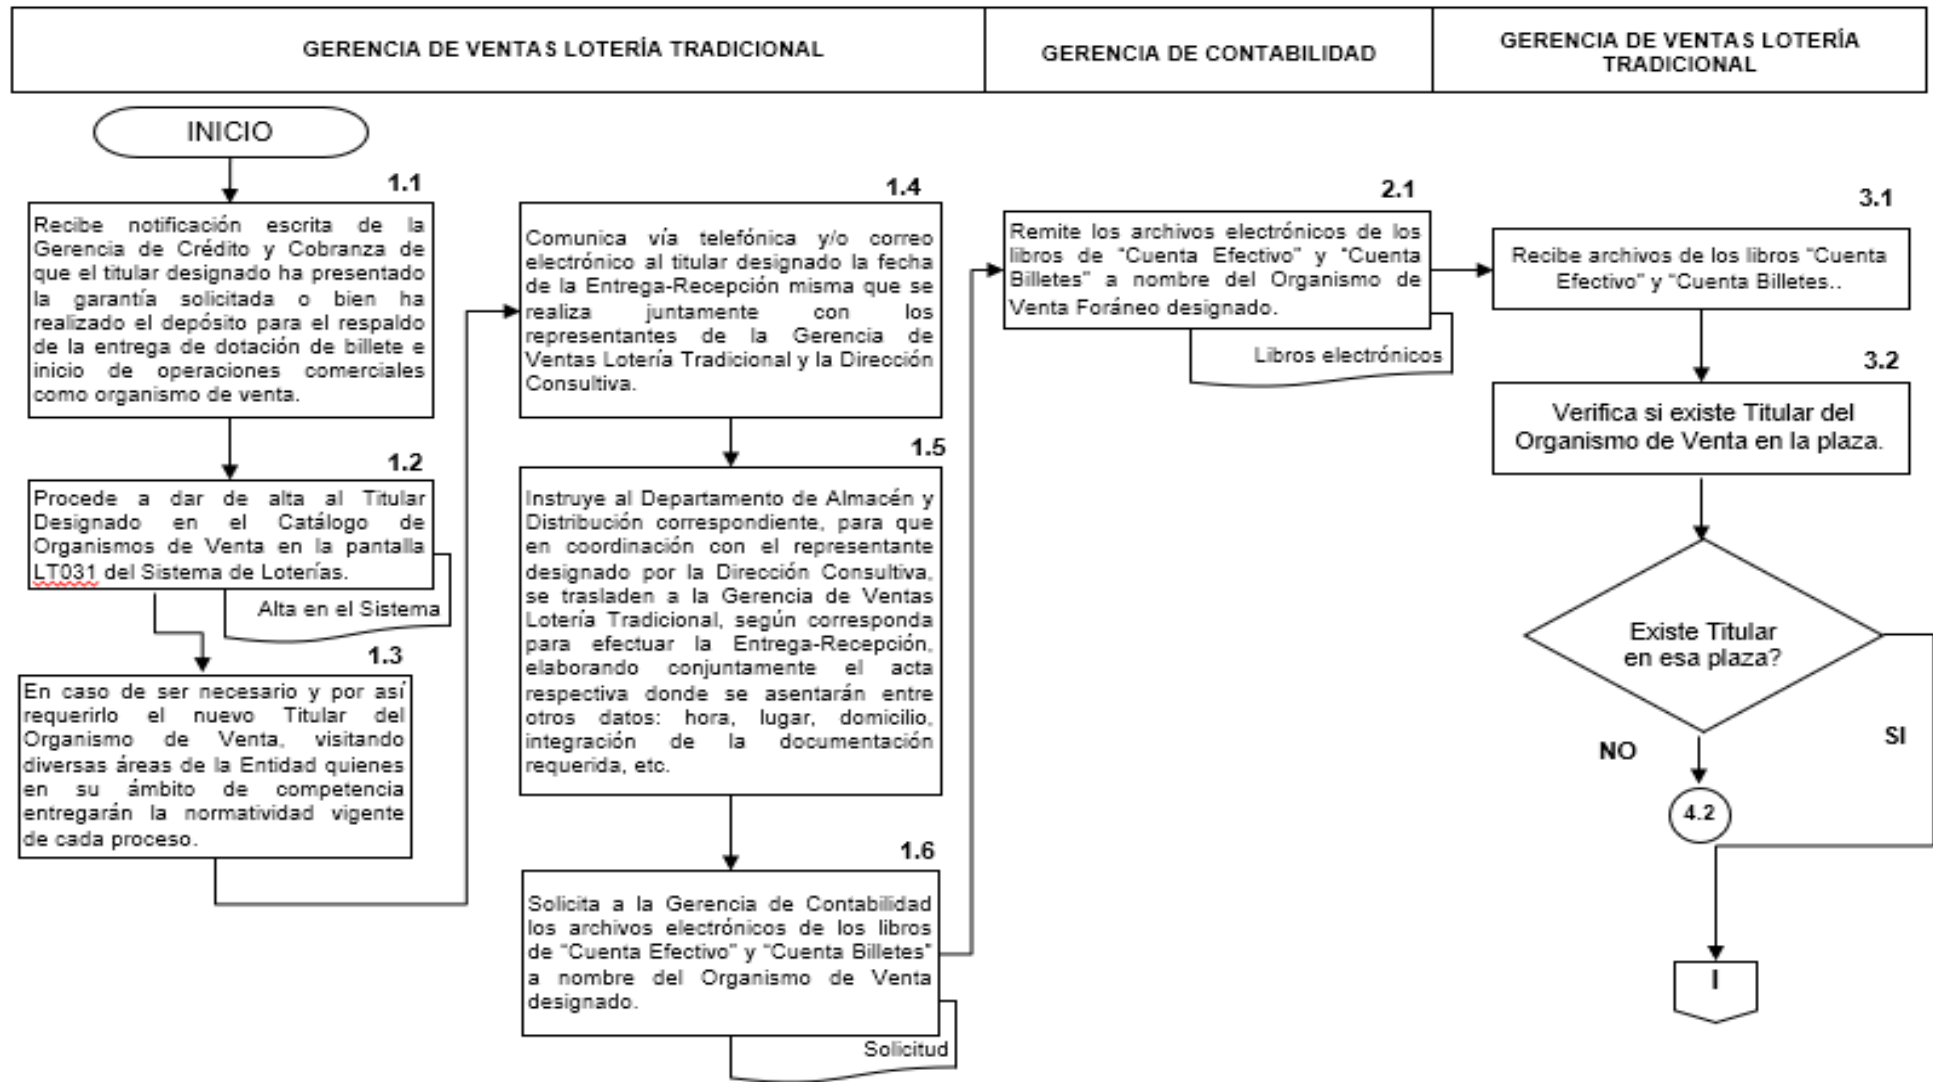 GERENCIA DE VENTAS LOTERÍA TRADICIONAL
GERENCIA DE CONTABILIDAD
GERENCIA DE VENTAS LOTERÍA
TRADICIONAL
INICIO
1.1
Recibe notificación escrita de la
Gerencia de Crédito y Cobranza de
que el titular designado ha presentado
la garantía solicitada o bien ha
realizado el depósito para el respaldo
de la entrega de dotación de billete e
inicio de operaciones comerciales
como organismo de venta.
1.2
Procede a dar de alta al Titular
Designado en el Catálogo de
Organismos de Venta en la pantalla
LT031 del Sistema de Loterías.
Alta en el Sistema
1.3
En caso de ser necesario y por así
requerirlo el nuevo Titular del
Organismo de Venta, visitando
diversas áreas de la Entidad quienes
en su ámbito de competencia
entregarán la normatividad vigente
de cada proceso.
1.4
Comunica vía telefónica y/o correo
electrónico al titular designado la fecha
de la Entrega-Recepción misma que se
realiza juntamente con los
representantes de la Gerencia de
Ventas Lotería Tradicional y la Dirección
Consultiva.
1.5
Instruye al Departamento de Almacén y
Distribución correspondiente, para que
en coordinación con el representante
designado por la Dirección Consultiva,
se trasladen a la Gerencia de Ventas
Lotería Tradicional, según corresponda
para efectuar la Entrega-Recepción,
elaborando conjuntamente el acta
respectiva donde se asentarán entre
otros datos: hora, lugar, domicilio,
integración de la documentación
requerida, etc.
1.6
Solicita a la Gerencia de Contabilidad
los archivos electrónicos de los libros
de "Cuenta Efectivo" y "Cuenta Billetes"
a nombre del Organismo de Venta
designado.
Solicitud
2.1
Remite los archivos electrónicos de los
libros de "Cuenta Efectivo" y "Cuenta
Billetes" a nombre del Organismo de
Venta Foráneo designado.
Libros electrónicos
3.1
Recibe archivos de los libros "Cuenta
Efectivo" y "Cuenta Billetes..
3.2
Verifica si existe Titular del
Organismo de Venta en la plaza.
Existe Titular
en esa plaza?
NO
SI
4.2
I